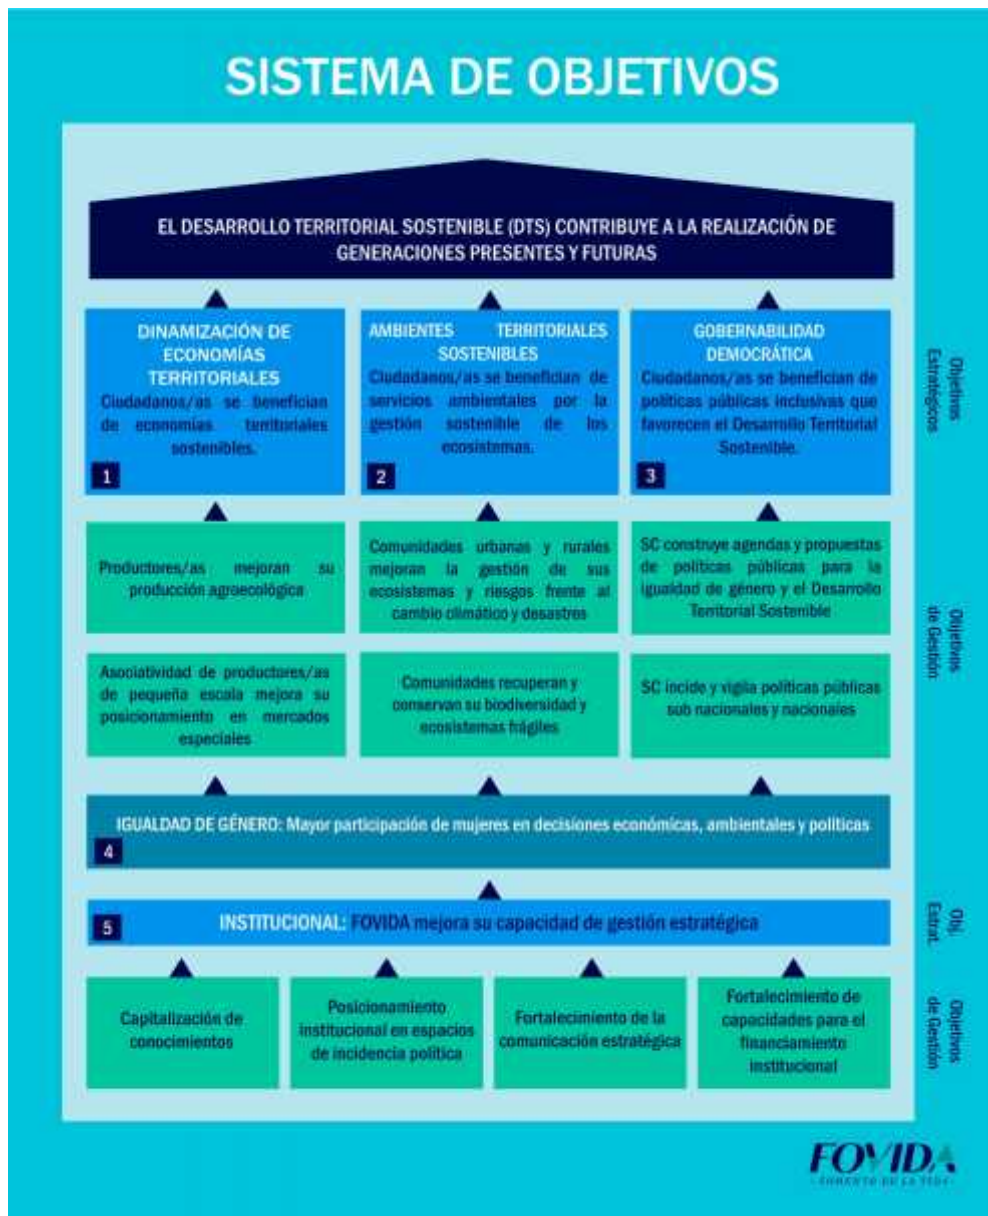 SISTEMA DE OBJETIVOS
EL DESARROLLO TERRITORIAL SOSTENIBLE (DTS) CONTRIBUYE A LA REALIZACIÓN DE
GENERACIONES PRESENTES Y FUTURAS
DINAMIZACIÓN DE
ECONOMÍAS
TERRITORIALES
Ciudadanos/as se benefician
de economías territoriales
sostenibles.
1
AMBIENTES TERRITORIALES
SOSTENIBLES
Ciudadanos/as se benefician de
servicios ambientales por la
gestión sostenible de los
ecosistemas.
2
GOBERNABILIDAD
DEMOCRÁTICA
Ciudadanos/as se benefician de
políticas públicas inclusivas que
favorecen el Desarrollo Territorial
Sostenible.
3
Objetivos
Estratégicos
Productores/as mejoran su
producción agroecológica
Comunidades urbanas y rurales
mejoran la gestión de sus
ecosistemas y riesgos frente al
cambio climático y desastres
SC construye agendas y propuestas
de políticas públicas para la
igualdad de género y el Desarrollo
Territorial Sostenible
Objetivos
de Gestión
Asociatividad de productores/as
de pequeña escala mejora su
posicionamiento en mercados
especiales
Comunidades recuperan y
conservan su biodiversidad y
ecosistemas frágiles
SC incide y vigila políticas públicas
sub nacionales y nacionales
IGUALDAD DE GÉNERO: Mayor participación de mujeres en decisiones económicas, ambientales y políticas
4
5
INSTITUCIONAL: FOVIDA mejora su capacidad de gestión estratégica
Obj.
Estrat.
Capitalización de
conocimientos
Posicionamiento
institucional en espacios
de incidencia política
Fortalecimiento de la
comunicación estratégica
Fortalecimiento de
capacidades para el
financiamiento
institucional
Objetivos
de Gestión
FOVIDA
FOMENTO DE LA VIDA